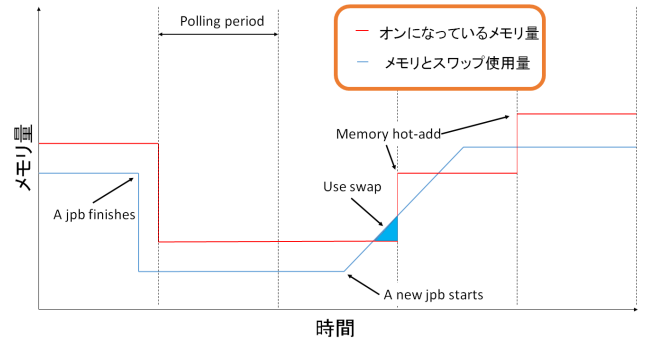 Polling period
オンになっているメモリ量
メモリとスワップ使用量
Memory hot-add
Use swap
A jpb finishes
A new jpb starts
メモリ量
時間